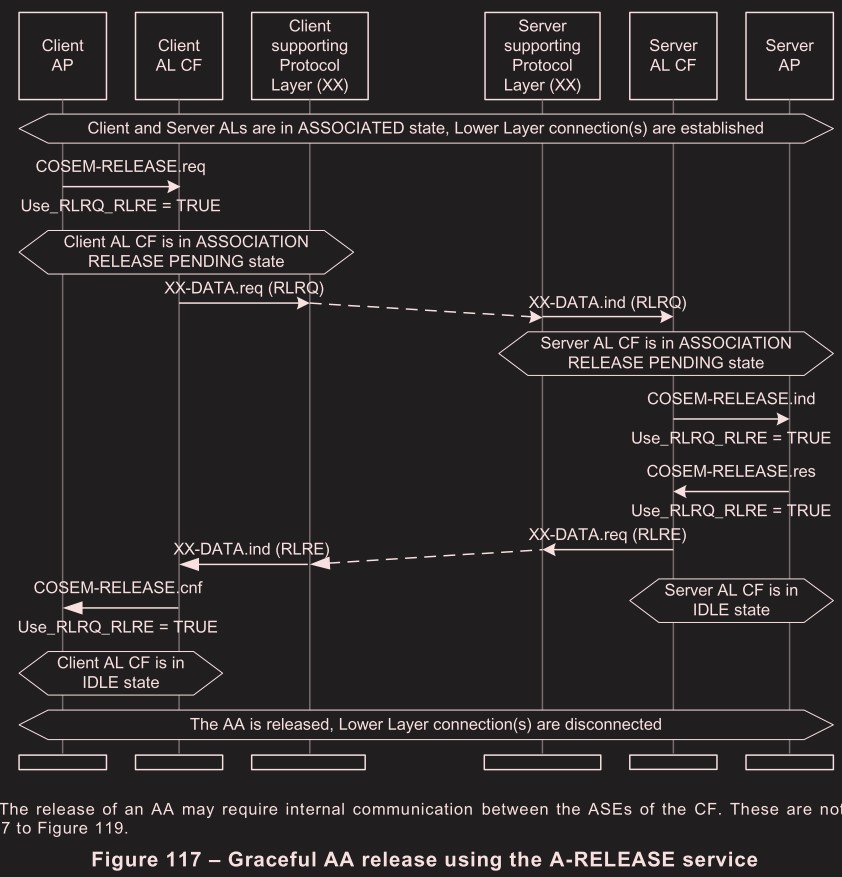 Client
AP
Client
AL CF
Client
supporting
Protocol
Layer (XX)
Server
supporting
Protocol
Layer (XX)
Server
AL CF
Server
AP
Client and Server ALs are in ASSOCIATED state, Lower Layer connection(s) are established
COSEM-RELEASE.req
Use_RLRQ_RLRE = TRUE
Client AL CF is in ASSOCIATION
RELEASE PENDING state
XX-DATA.req (RLRQ)
XX-DATA.ind (RLRQ)
Server AL CF is in ASSOCIATION
RELEASE PENDING state
COSEM-RELEASE.ind
Use_RLRQ_RLRE = TRUE
COSEM-RELEASE.res
Use_RLRQ_RLRE = TRUE
XX-DATA.req (RLRE)
XX-DATA.ind (RLRE)
COSEM-RELEASE.cnf
Use_RLRQ_RLRE = TRUE
Server AL CF is in
IDLE state
Client AL CF is in
IDLE state
The AA is released, Lower Layer connection(s) are disconnected
The release of an AA may require internal communication between the ASEs of the CF. These are not
7 to Figure 119.
Figure 117 – Graceful AA release using the A-RELEASE service